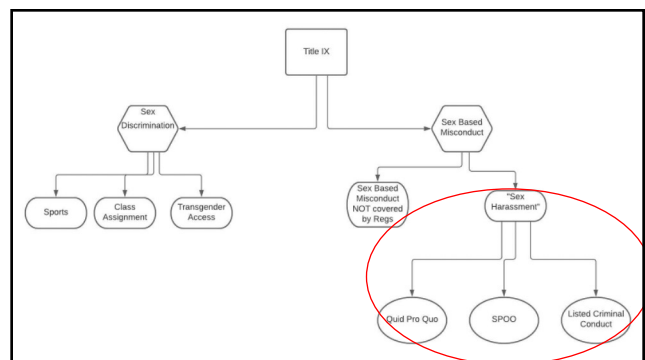 Title IX
Sex
Discrimination
Sex Based
Misconduct
Sports
Class
Assignment
Transgender
Access
Sex Based
Misconduct
NOT covered
by Regs
"Sex
Harassment"
Quid Pro Quo
SPOO
Listed Criminal
Conduct